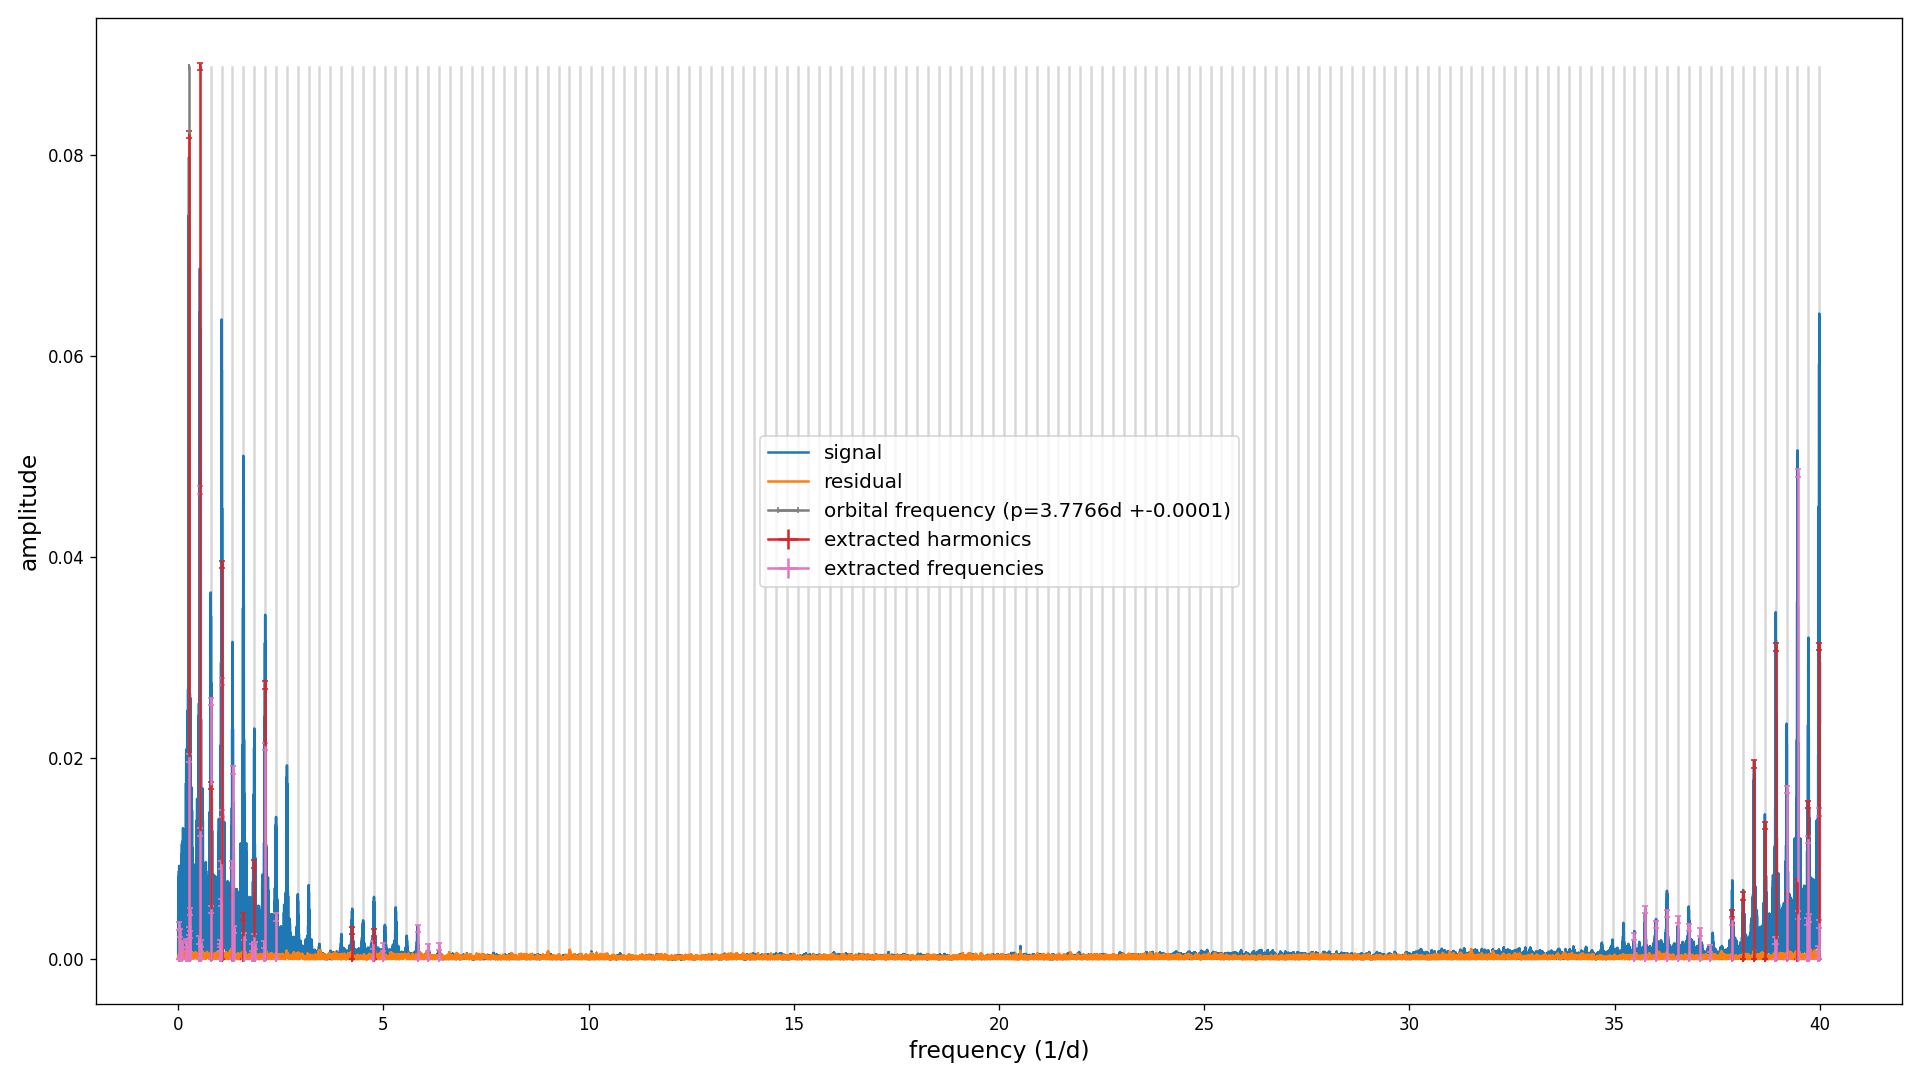 amplitude
0.08
0.06
0.04
0.02
0.00
signal
residual
orbital frequency (p=3.7766d +-0.0001)
extracted harmonics
extracted frequencies
0 5 10 15 20 25 30 35 40
frequency (1/d)